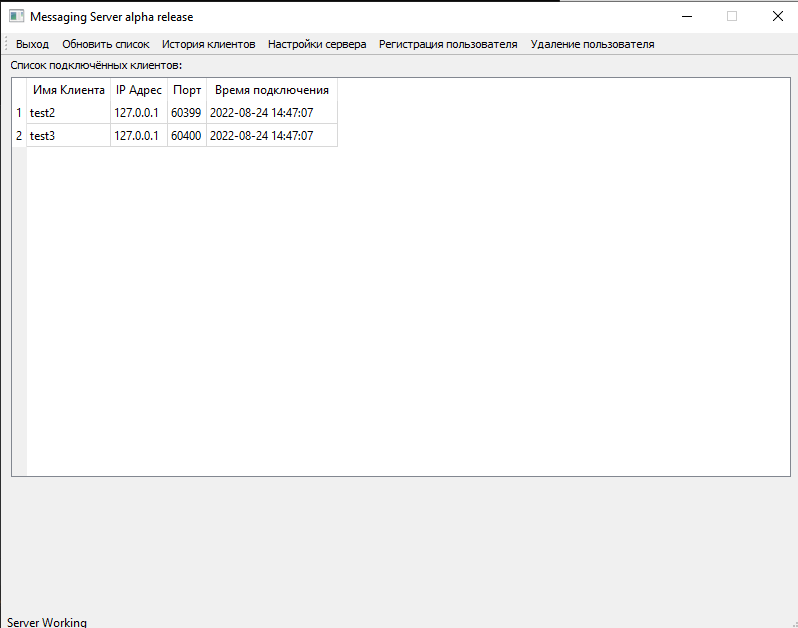 Messaging Server alpha release
Выход Обновить список История клиентов Настройки сервера Регистрация пользователя Удаление пользователя
Список подключённых клиентов:
Имя Клиента IP Адрес Порт Время подключения
1 test2 127.0.0.1 60399 2022-08-24 14:47:07
2 test3 127.0.0.1 60400 2022-08-24 14:47:07
Server Working